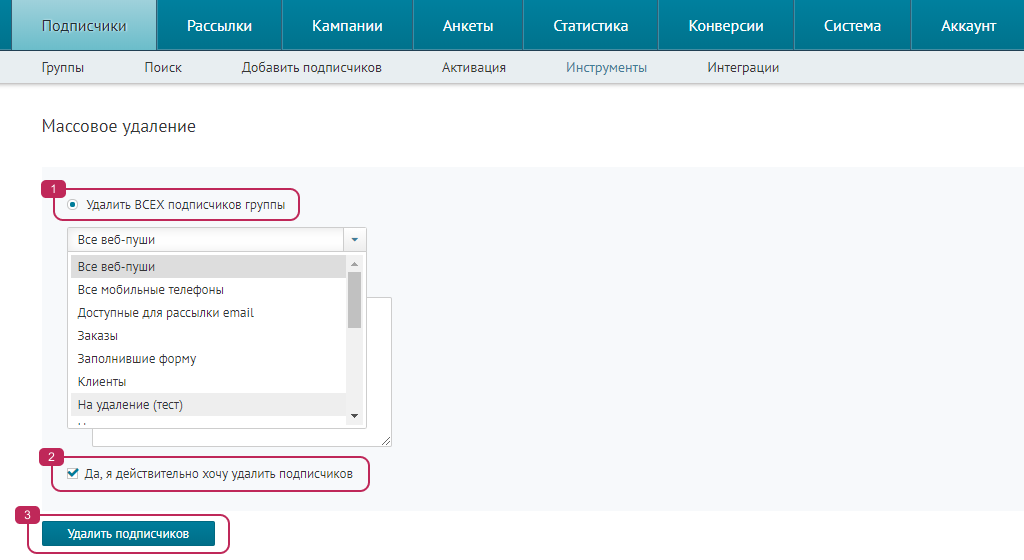 Подписчики Рассылки Кампании Анкеты Статистика Конверсии Система Аккаунт
Группы Поиск Добавить подписчиков Активация Инструменты Интеграции
Массовое удаление
1
Удалить ВСЕХ подписчиков группы
Все веб-пуши
Все веб-пуши
Все мобильные телефоны
Доступные для рассылки email
Заказы
Заполнившие форму
Клиенты
На удаление (тест)
2
Да, я действительно хочу удалить подписчиков
3
Удалить подписчиков